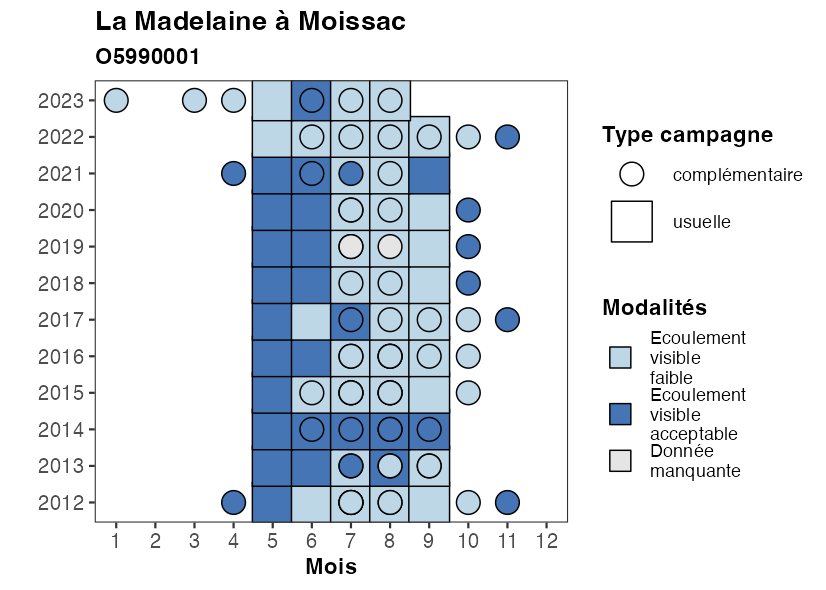 La Madelaine à Moissac
O5990001
2023
2022
2021
2020
2019
2018
2017
2016
2015
2014
2013
2012
1 2 3 4 5 6 7 8 9 10 11 12
Mois
Type campagne
complémentaire
usuelle
Modalités
Ecoulement
visible
faible
Ecoulement
visible
acceptable
Donnée
manquante